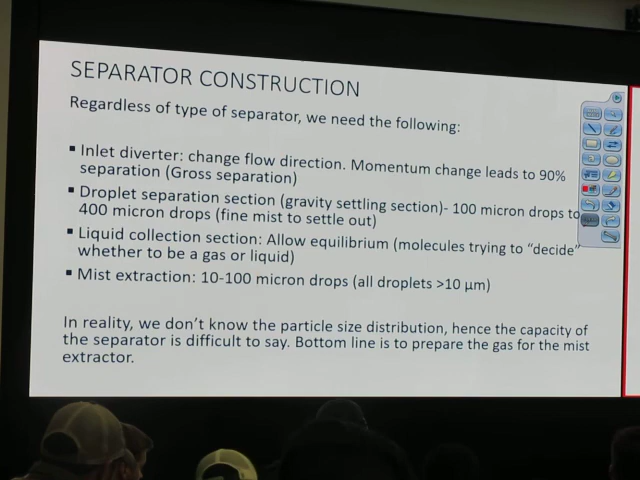 SEPARATOR CONSTRUCTION
Regardless of type of separator, we need the following:
▪ Inlet diverter: change flow direction. Momentum change leads to 90%
separation (Gross separation)
▪ Droplet separation section (gravity settling section)- 100 micron drops to
400 micron drops (fine mist to settle out)
▪ Liquid collection section: Allow equilibrium (molecules trying to “decide”
whether to be a gas or liquid)
▪ Mist extraction: 10-100 micron drops (all droplets >10 µm)
In reality, we don’t know the particle size distribution, hence the capacity of
the separator is difficult to say. Bottom line is to prepare the gas for the mist
extractor.